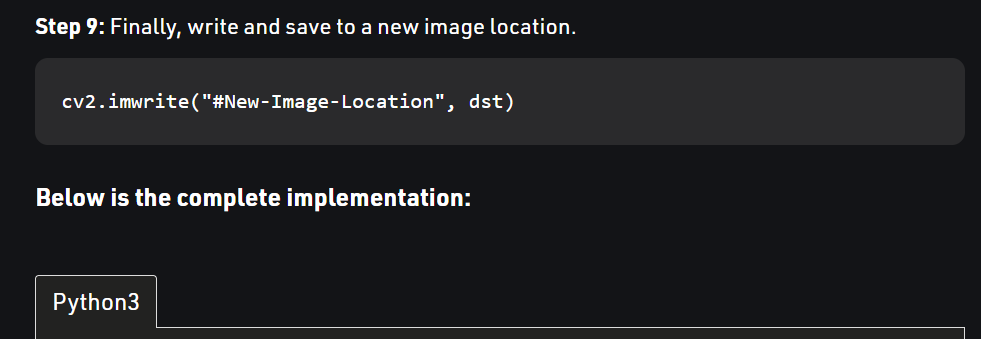 Step 9: Finally, write and save to a new image location.
cv2.imwrite("#New-Image-Location", dst)
Below is the complete implementation:
Python3